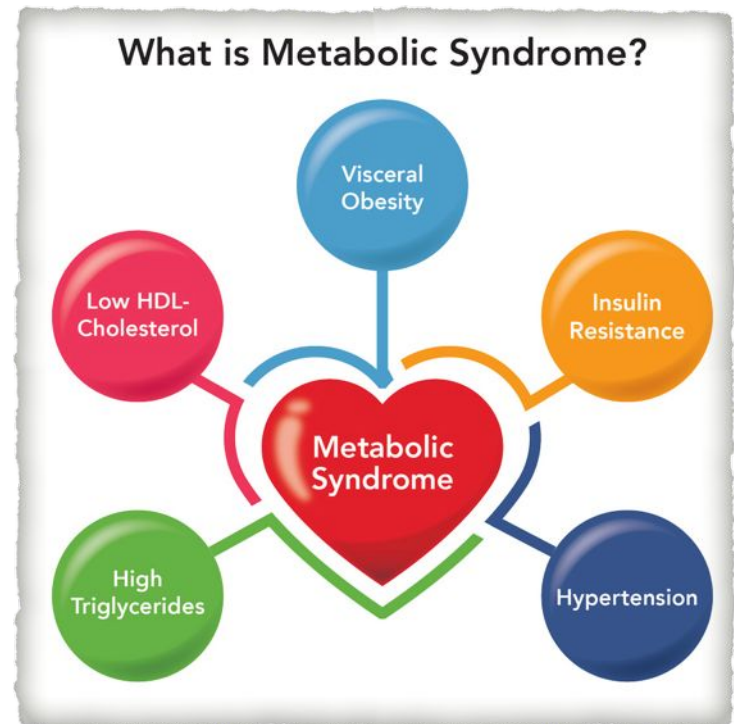 What is Metabolic Syndrome?
Visceral
Obesity
Low HDL-
Cholesterol
Insulin
Resistance
Metabolic
Syndrome
High
Triglycerides
Hypertension